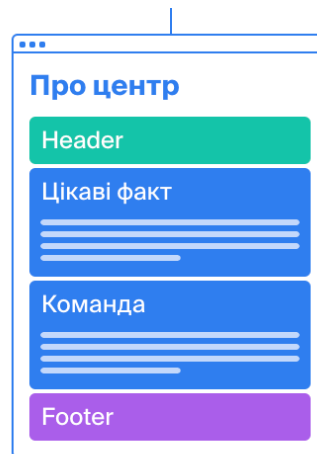 Про центр
Header
Цікаві факт
Команда
Footer